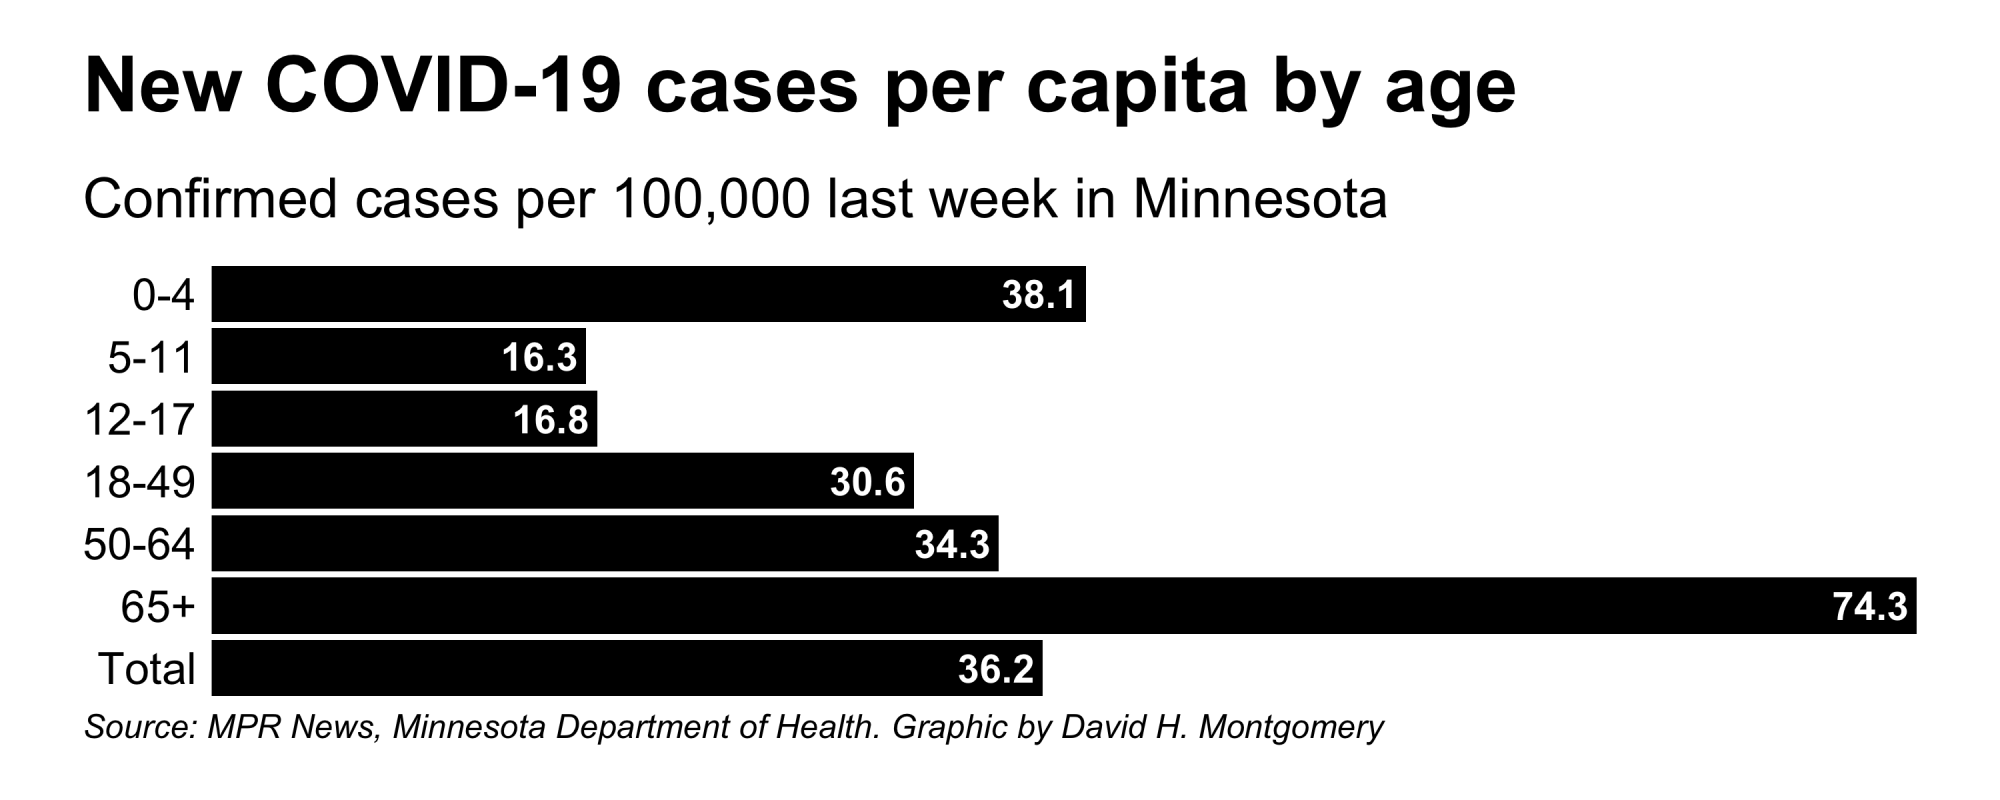 New COVID-19 cases per capita by age
Confirmed cases per 100,000 last week in Minnesota
0-4 38.1
5-11 16.3
12-17 16.8
18-49 30.6
50-64 34.3
65+ 74.3
Total 36.2
Source: MPR News, Minnesota Department of Health. Graphic by David H. Montgomery